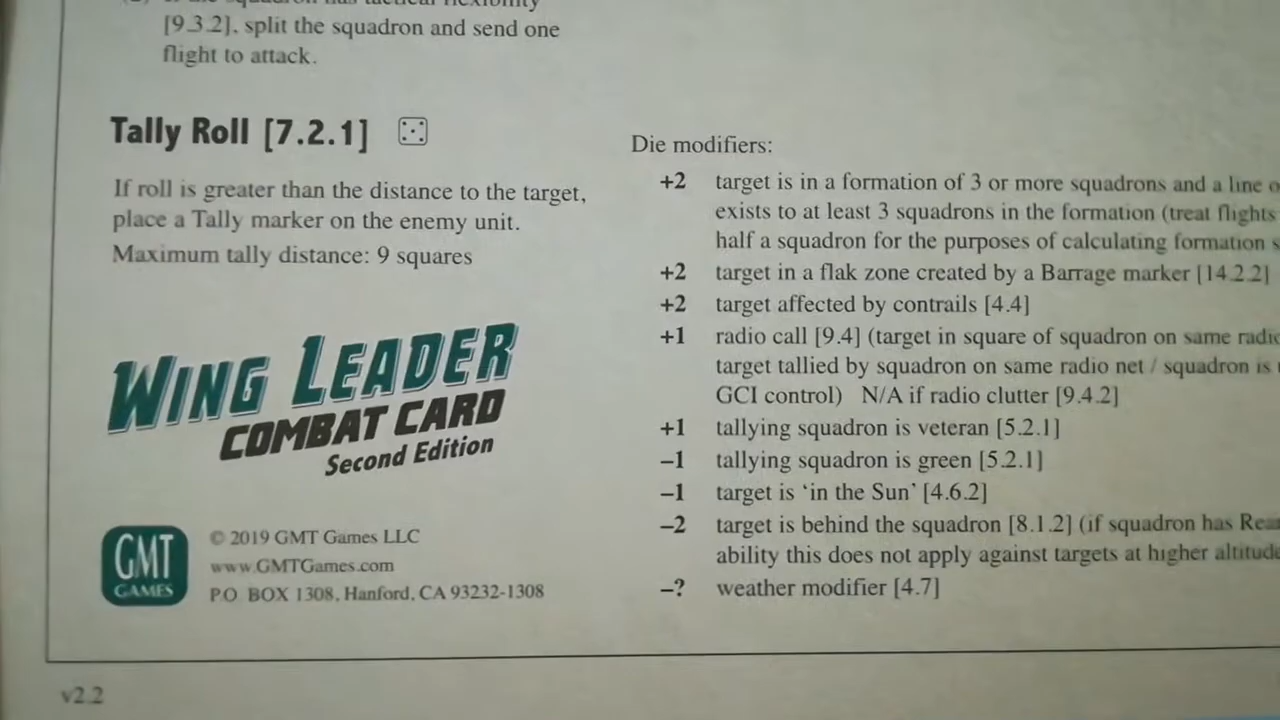 [9.3.2], split the squadron and send one
flight to attack.
Tally Roll [7.2.1]
If roll is greater than the distance to the target,
place a Tally marker on the enemy unit.
Maximum tally distance: 9 squares
WING LEADER
COMBAT CARD
Second Edition
GMT
GAMES
© 2019 GMT Games LLC
www.GMTGames.com
P.O. BOX 1308, Hanford, CA 93232-1308
v2.2
Die modifiers:
+2 target is in a formation of 3 or more squadrons and a line
exists to at least 3 squadrons in the formation (treat flights
half a squadron for the purposes of calculating formation
+2 target in a flak zone created by a Barrage marker [14.2.2]
+2 target affected by contrails [4.4]
+1 radio call [9.4] (target in square of squadron on same
target tallied by squadron on same radio net / squadron is
GCI control) N/A if radio clutter [9.4.2]
+1 tallying squadron is veteran [5.2.1]
–1 tallying squadron is green [5.2.1]
–1 target is ‘in the Sun’ [4.6.2]
–2 target is behind the squadron [8.1.2] (if squadron has
ability this does not apply against targets at higher
–? weather modifier [4.7]